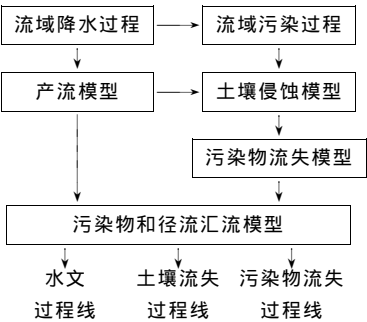 流域降水过程 流域污染过程
产流模型 土壤侵蚀模型
污染物流失模型
污染物和径流汇流模型
水文 土壤流失 污染物流失
过程线 过程线 过程线